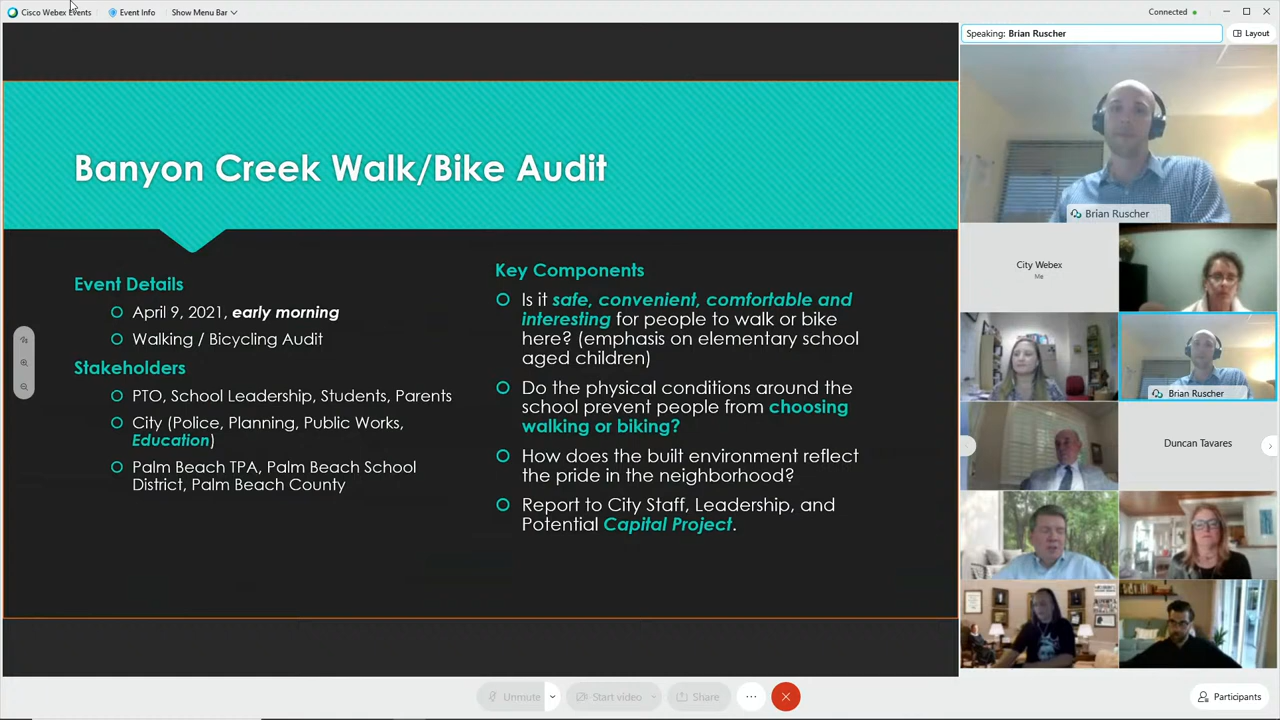 Cisco Webex Events
Event Info
Show Menu Bar
Connected
Speaking: Brian Ruscher
Layout
Banyon Creek Walk/Bike Audit
Event Details
April 9, 2021, early morning
Walking / Bicycling Audit
Stakeholders
PTO, School Leadership, Students, Parents
City (Police, Planning, Public Works,
Education)
Palm Beach TPA, Palm Beach School
District, Palm Beach County
Key Components
Is it safe, convenient, comfortable and
interesting for people to walk or bike
here? (emphasis on elementary school
aged children)
Do the physical conditions around the
school prevent people from choosing
walking or biking?
How does the built environment reflect
the pride in the neighborhood?
Report to City Staff, Leadership, and
Potential Capital Project.
Brian Ruscher
City Webex
Me
Brian Ruscher
Duncan Tavares
Unmute
Start video
Share
Participants